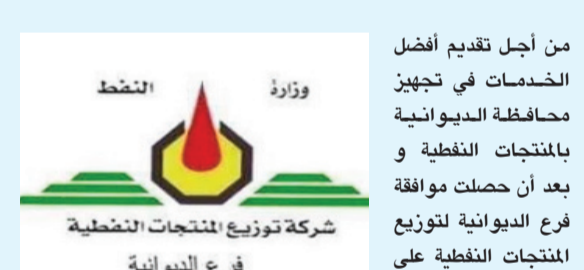 من أجل تقديم أفضل
الخدمات في تجهيز
محافظة الديوانية
بالمنتجات النفطية و
بعد أن حصلت موافقة
فرع الديوانية لتوزيع
المنتجات النفطية على
وزارة النفط
شركة توزيع المنتجات النفطية
فرع الديوانية